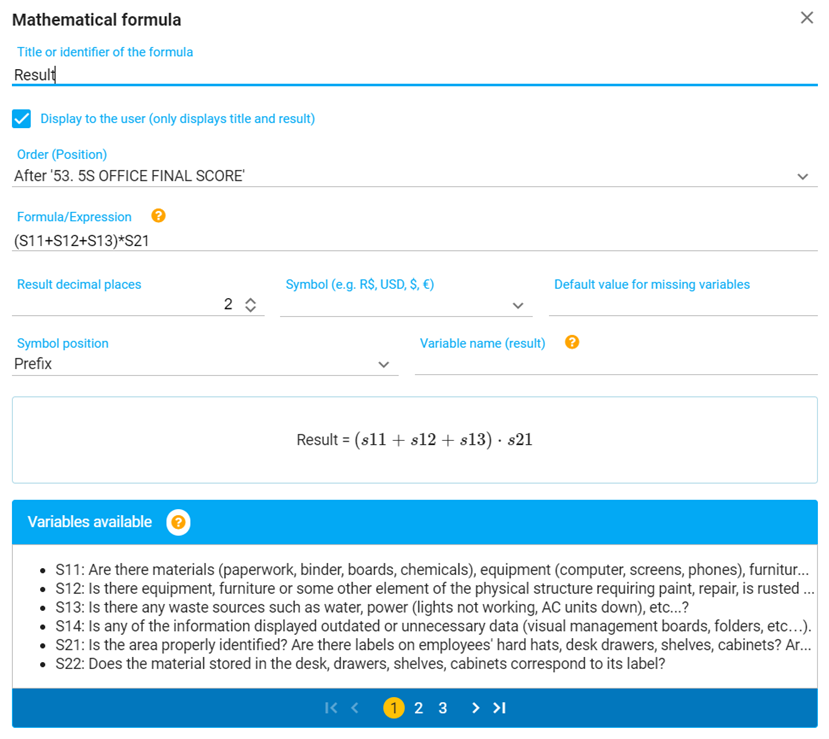 Mathematical formula
Title or identifier of the formula
Result
Display to the user (only displays title and result)
Order (Position)
After '53. 5S OFFICE FINAL SCORE'
Formula/Expression ?
(S11+S12+S13)*S21
Result decimal places
2
Symbol (e.g. R$, USD, $, €)
Default value for missing variables
Symbol position
Prefix
Variable name (result) ?
Result = (s11 + s12 + s13) · s21
Variables available ?
• S11: Are there materials (paperwork, binder, boards, chemicals), equipment (computer, screens, phones), furnitur...
• S12: Is there equipment, furniture or some other element of the physical structure requiring paint, repair, is rusted ...
• S13: Is there any waste sources such as water, power (lights not working, AC units down), etc...?
• S14: Is any of the information displayed outdated or unnecessary data (visual management boards, folders, etc…).
• S21: Is the area properly identified? Are there labels on employees' hard hats, desk drawers, shelves, cabinets? Ar...
• S22: Does the material stored in the desk, drawers, shelves, cabinets correspond to its label?
1 2 3